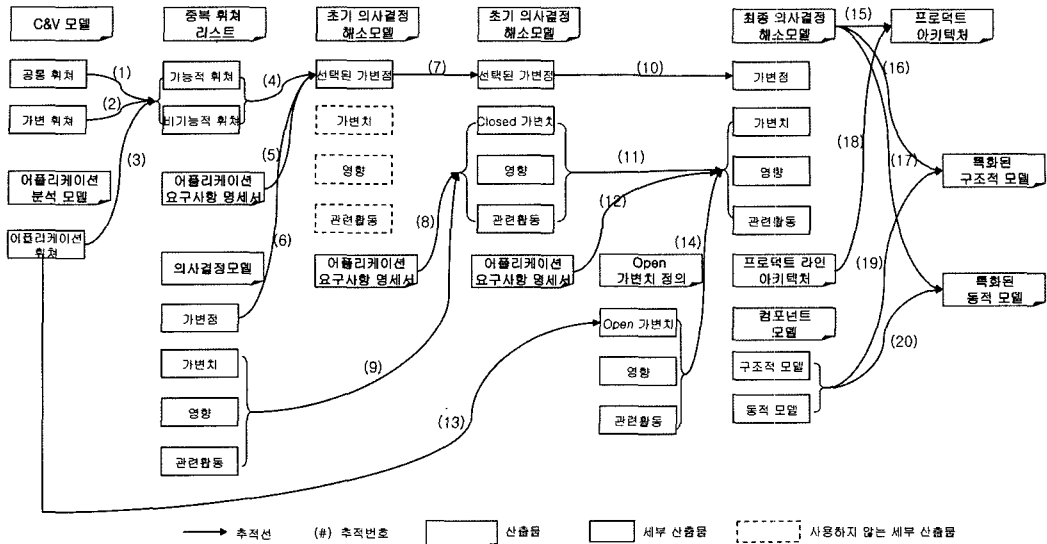 C&V 모델
중복 휘쳐
리스트
초기 의사결정
해소모델
초기 의사결정
해소모델
최종 의사결정
해소모델
(15)
프로덕트
아키텍처
공통 휘쳐
(1)
기능적 휘쳐
(4)
선택된 가변점
(7)
선택된 가변점
(10)
가변점
(16)
가변 휘쳐
(2)
비기능적 휘쳐
가변치
Closed 가변치
가변치
(3)
(5)
(11)
(18)
(17)
어플리케이션
분석 모델
어플리케이션
요구사항 명세서
영향
영향
영향
특화된
구조적 모델
(8)
(12)
관련활동
관련활동
관련활동
어플리케이션
휘쳐
(6)
(14)
의사결정모델
어플리케이션
요구사항 명세서
어플리케이션
요구사항 명세서
Open
가변치 정의
프로덕트 라인
아키텍처
(19)
특화된
동적 모델
가변점
Open 가변치
컴포넌트
모델
(20)
가변치
(9)
영향
구조적 모델
영향
(13)
관련활동
동적 모델
관련활동
추적선
(#) 추적번호
산출물
세부 산출물
사용하지 않는 세부 산출물